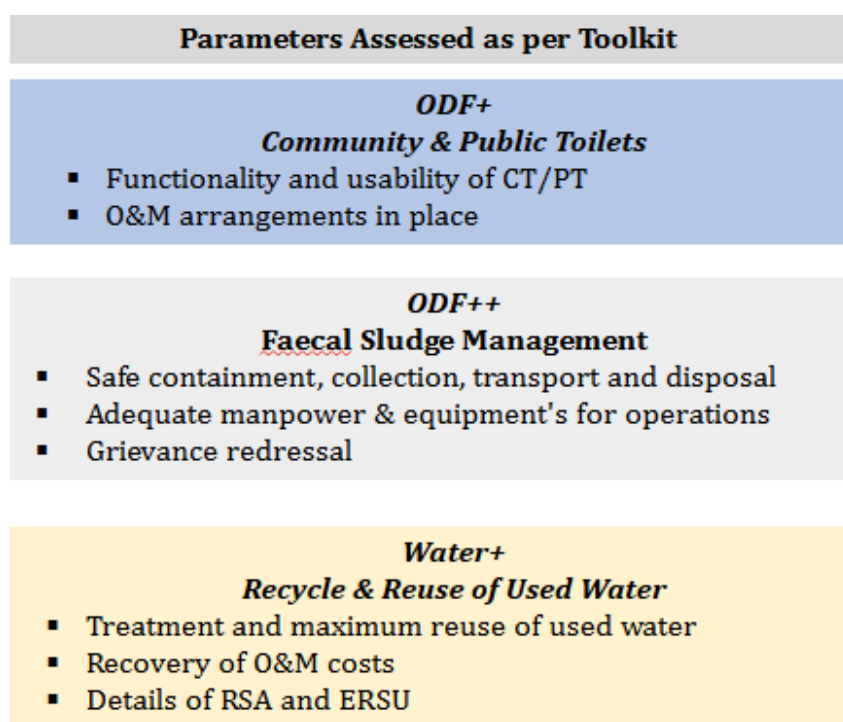 Parameters Assessed as per Toolkit
ODF+
Community & Public Toilets
▪ Functionality and usability of CT/PT
▪ O&M arrangements in place
ODF++
Faecal Sludge Management
▪ Safe containment, collection, transport and disposal
▪ Adequate manpower & equipment's for operations
▪ Grievance redressal
Water+
Recycle & Reuse of Used Water
▪ Treatment and maximum reuse of used water
▪ Recovery of O&M costs
▪ Details of RSA and ERSU